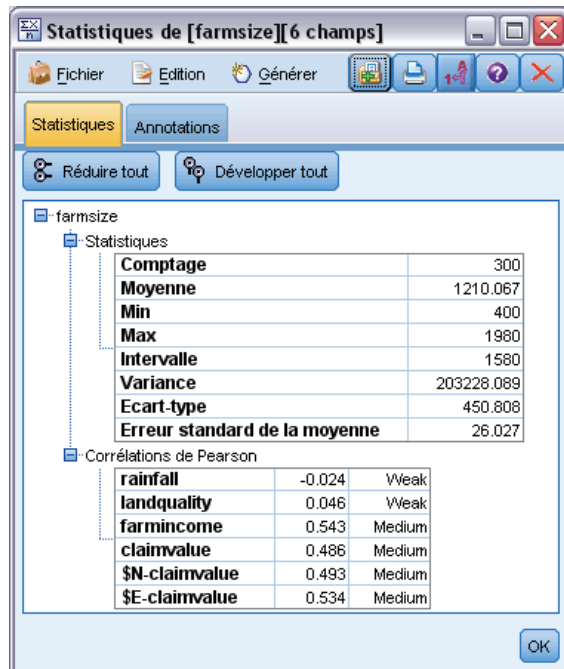 Statistiques de [farmsize][6 champs]
Fichier Edition Générer
Statistiques Annotations
Réduire tout Développer tout
farmsize
Statistiques
Comptage 300
Moyenne 1210.067
Min 400
Max 1980
Intervalle 1580
Variance 203228.089
Ecart-type 450.808
Erreur standard de la moyenne 26.027
Corrélations de Pearson
rainfall -0.024 Weak
landquality 0.046 Weak
farmincome 0.543 Medium
claimvalue 0.486 Medium
$N-claimvalue 0.493 Medium
$E-claimvalue 0.534 Medium
OK